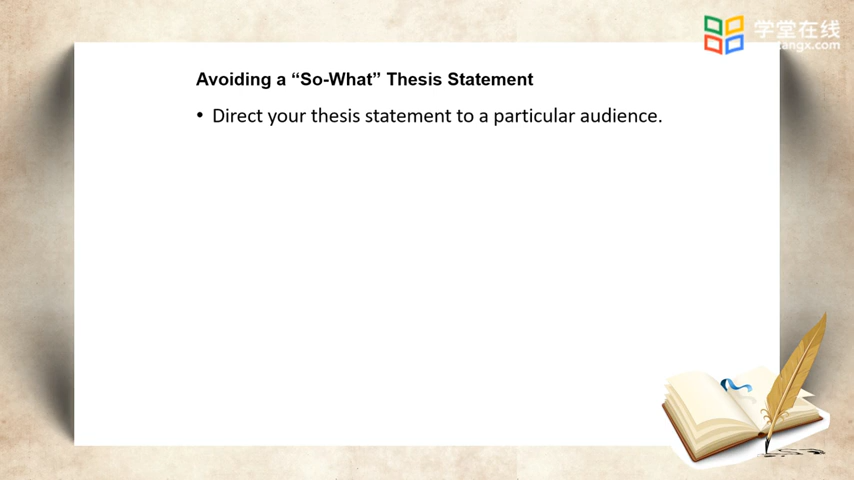 学堂在线
Avoiding a “So-What” Thesis Statement
• Direct your thesis statement to a particular audience.